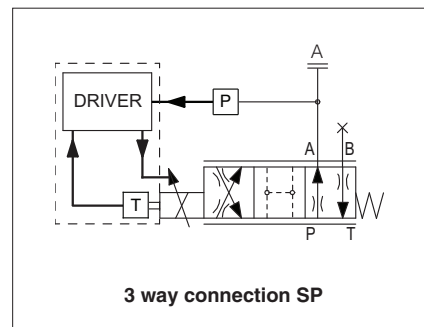 A
DRIVER
P
A B
T
P T
3 way connection SP